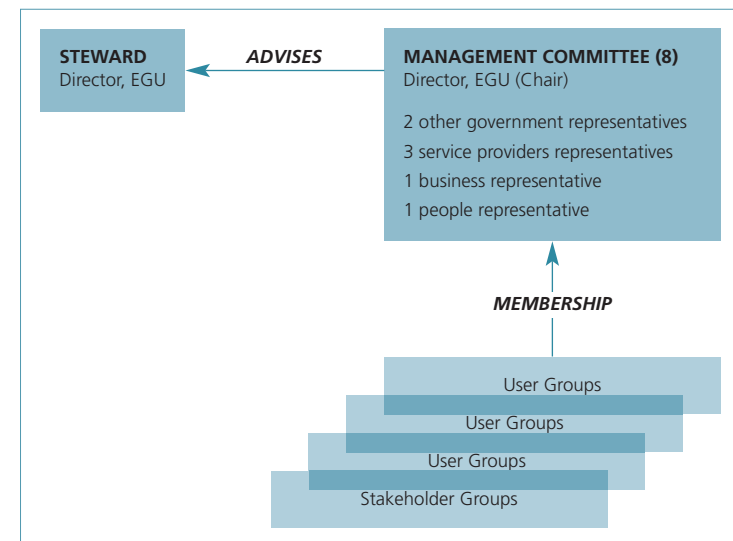 STEWARD
Director, EGU
ADVISES
MANAGEMENT COMMITTEE (8)
Director, EGU (Chair)
2 other government representatives
3 service providers representatives
1 business representative
1 people representative
MEMBERSHIP
User Groups
User Groups
User Groups
Stakeholder Groups